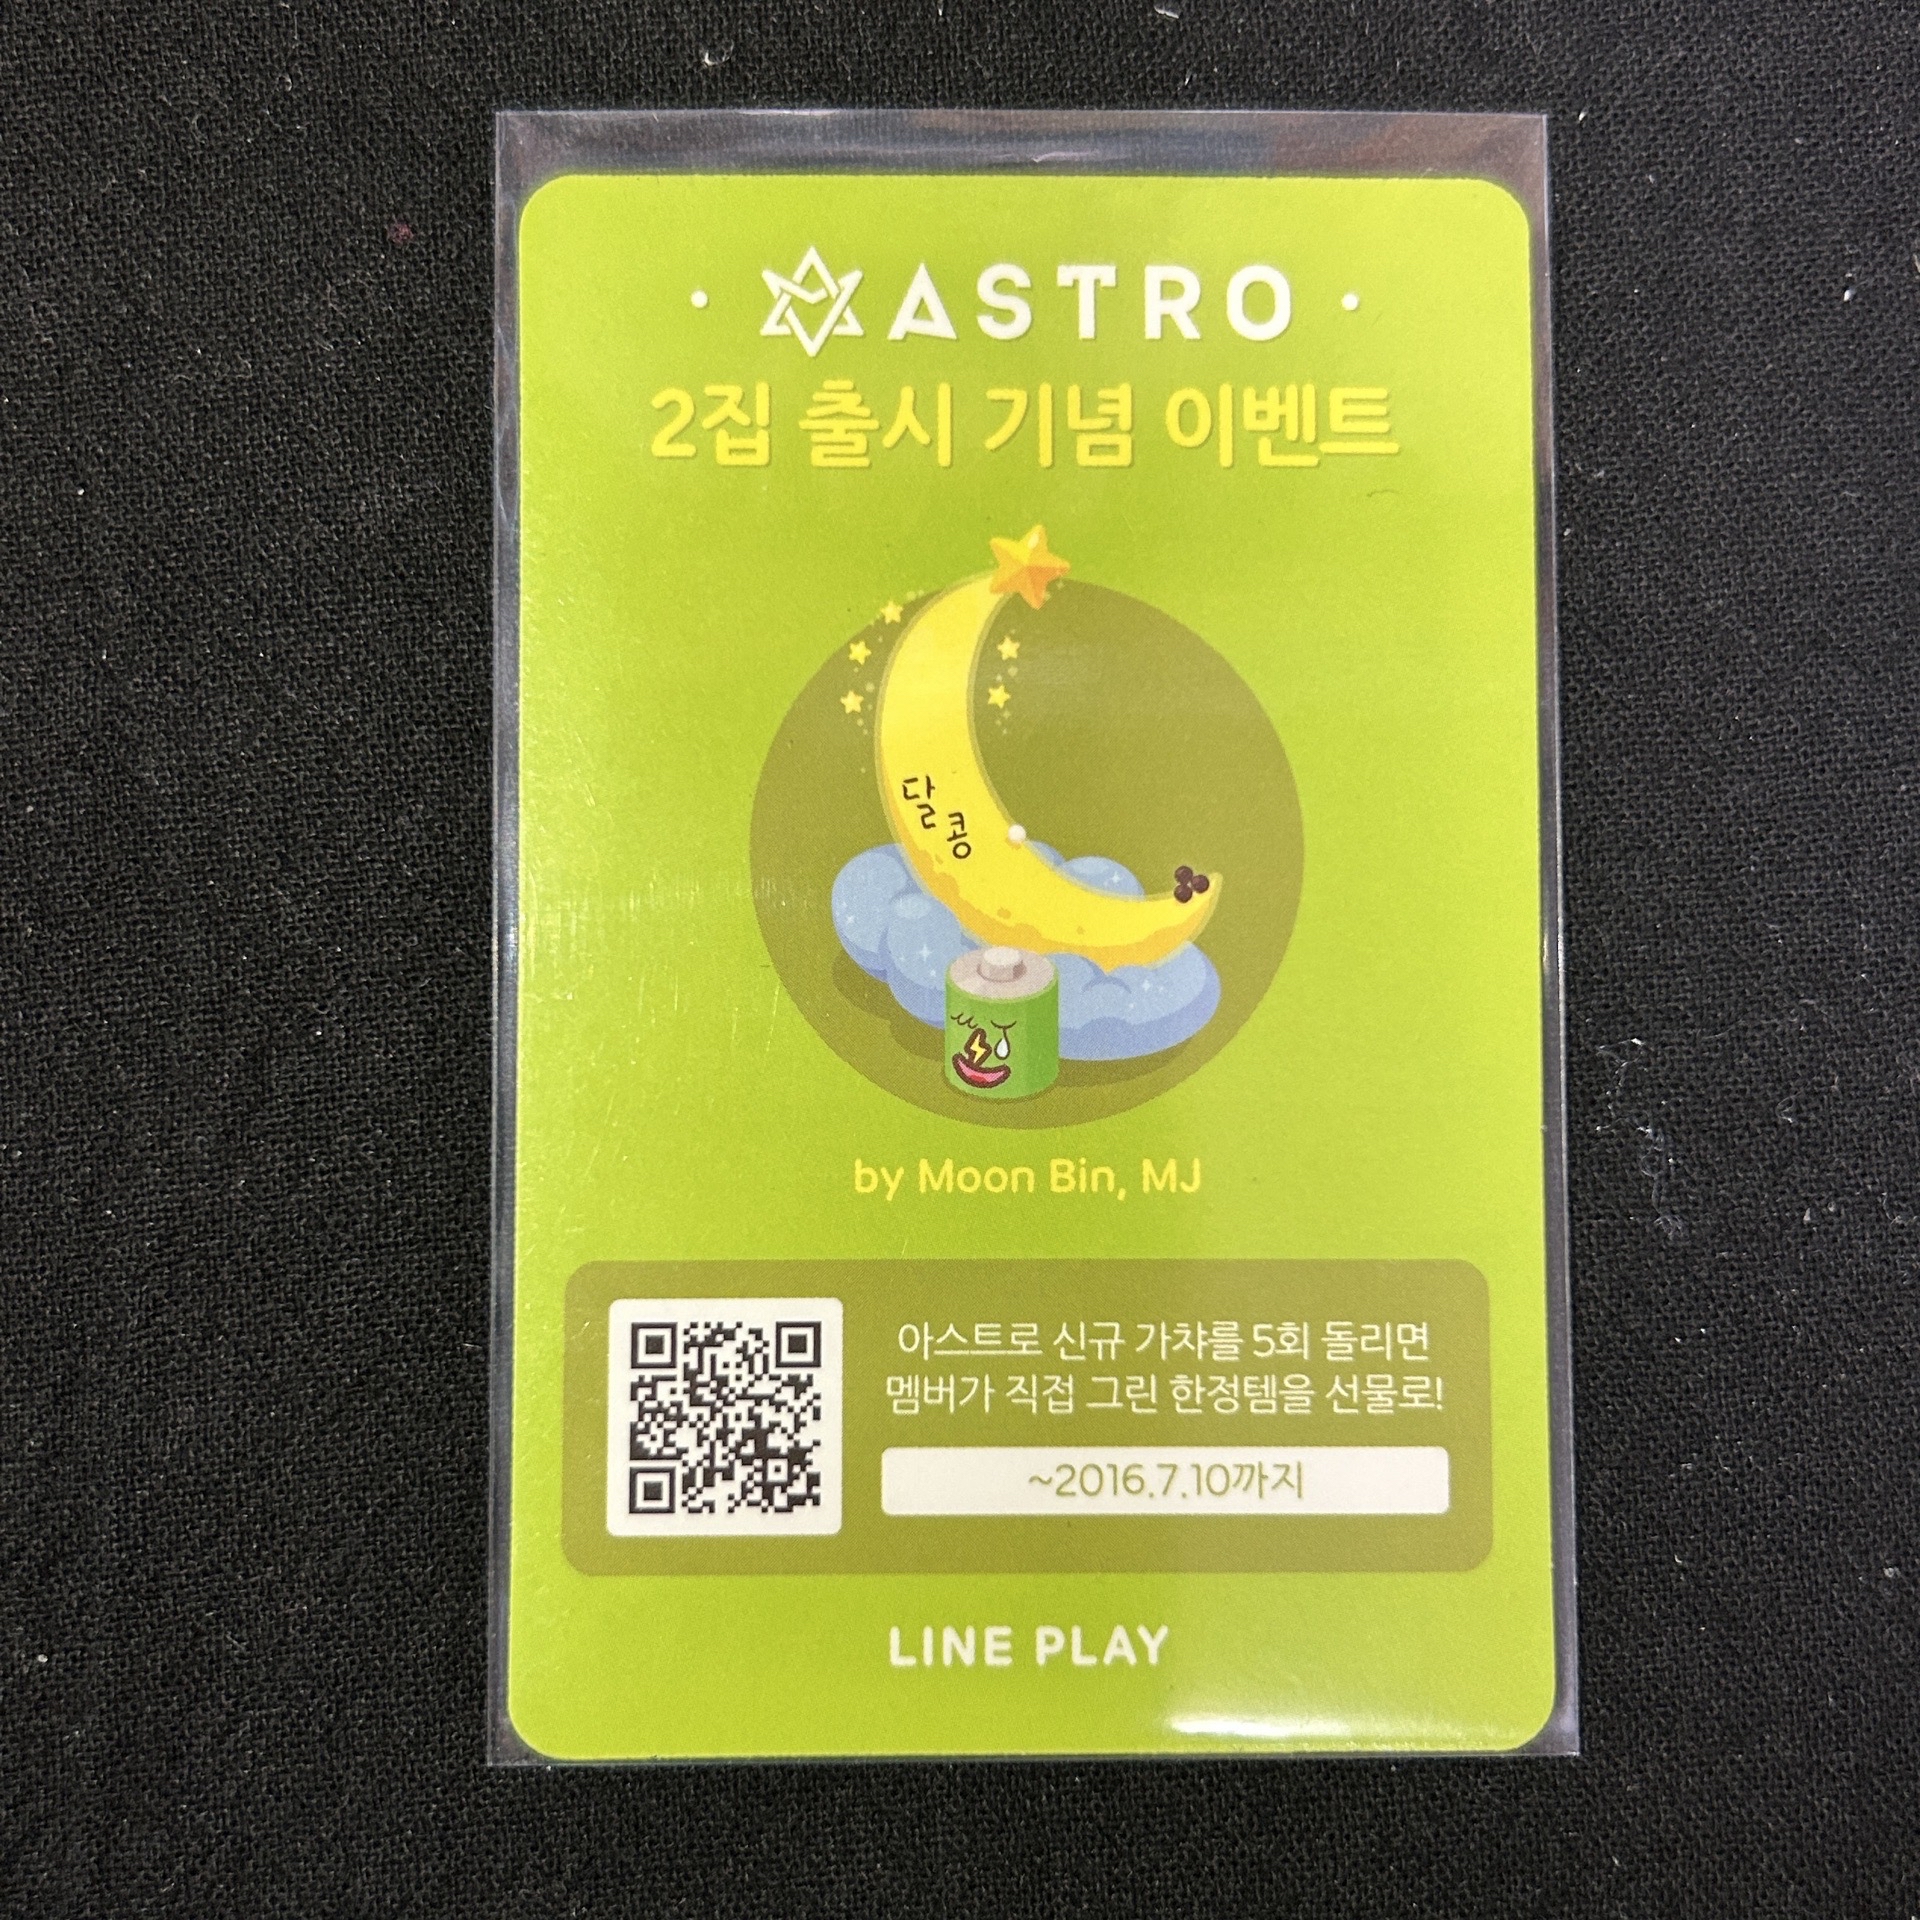 ASTRO
2집 출시 기념 이벤트
달콩
by Moon Bin, MJ
아스트로 신규 가챠를 5회 돌리면
멤버가 직접 그린 한정템을 선물로!
~2016.7.10까지
LINE PLAY